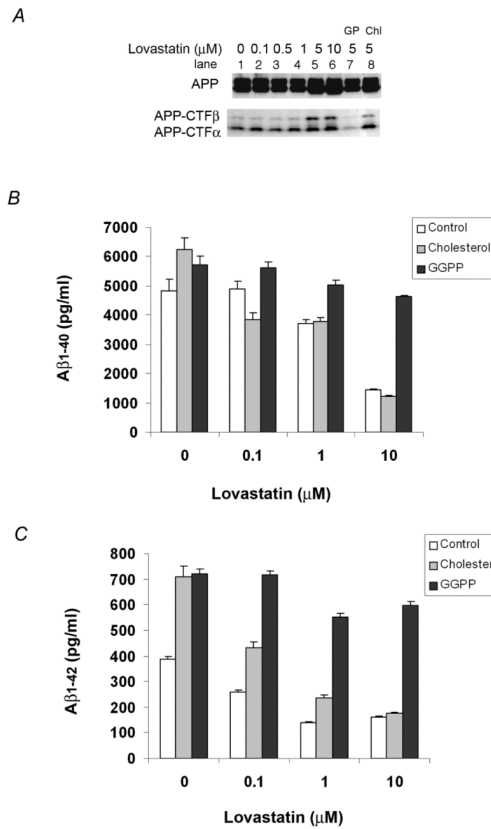 A
GP Chl
Lovastatin (μM) 0 0.1 0.5 1 5 10 5 5
lane 1 2 3 4 5 6 7 8
APP
APP-CTFβ
APP-CTFα
B
7000
6000
5000
4000
3000
2000
1000
0
Aβ1-40 (pg/ml)
Control
Cholesterol
GGPP
0 0.1 1 10
Lovastatin (μM)
C
800
700
600
500
400
300
200
100
0
Aβ1-42 (pg/ml)
Control
Cholester
GGPP
0 0.1 1 10
Lovastatin (μM)